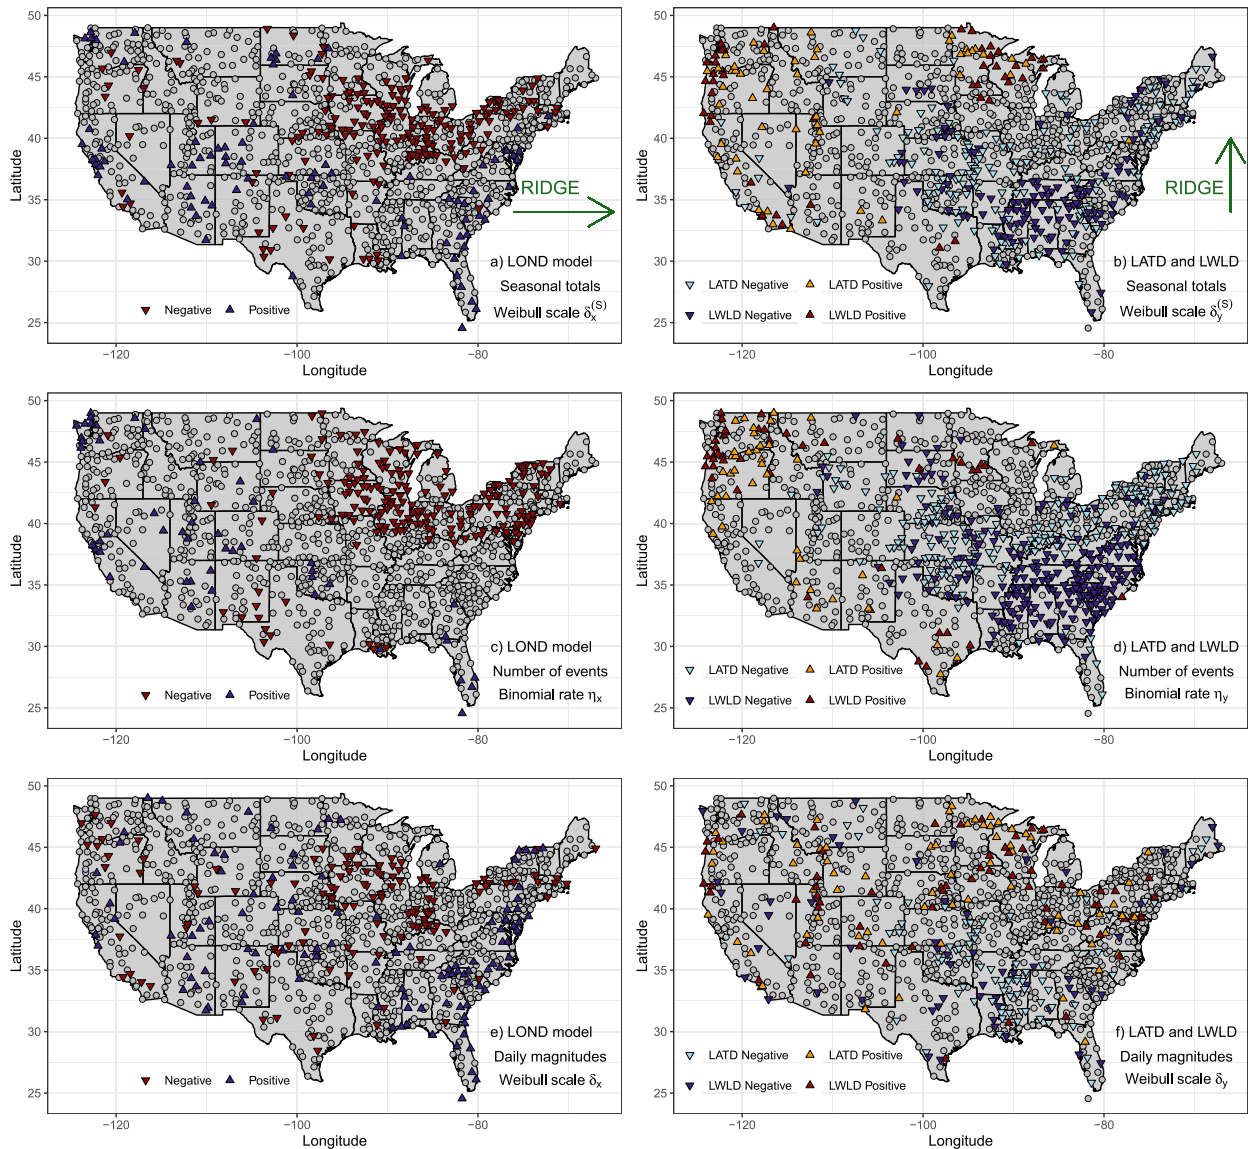 50
45
40
35
30
25
Latitude
RIDGE
a) LOND model
Seasonal totals
Weibull scale δx(S)
Negative
Positive
−120
−100
−80
Longitude
50
45
40
35
30
25
Latitude
RIDGE
b) LATD and LWLD
Seasonal totals
Weibull scale δy(S)
LATD Negative
LATD Positive
LWLD Negative
LWLD Positive
−120
−100
−80
Longitude
50
45
40
35
30
25
Latitude
c) LOND model
Number of events
Binomial rate ηx
Negative
Positive
−120
−100
−80
Longitude
50
45
40
35
30
25
Latitude
d) LATD and LWLD
Number of events
Binomial rate ηy
LATD Negative
LATD Positive
LWLD Negative
LWLD Positive
−120
−100
−80
Longitude
50
45
40
35
30
25
Latitude
e) LOND model
Daily magnitudes
Weibull scale δx
Negative
Positive
−120
−100
−80
Longitude
50
45
40
35
30
25
Latitude
f) LATD and LWLD
Daily magnitudes
Weibull scale δy
LATD Negative
LATD Positive
LWLD Negative
LWLD Positive
−120
−100
−80
Longitude